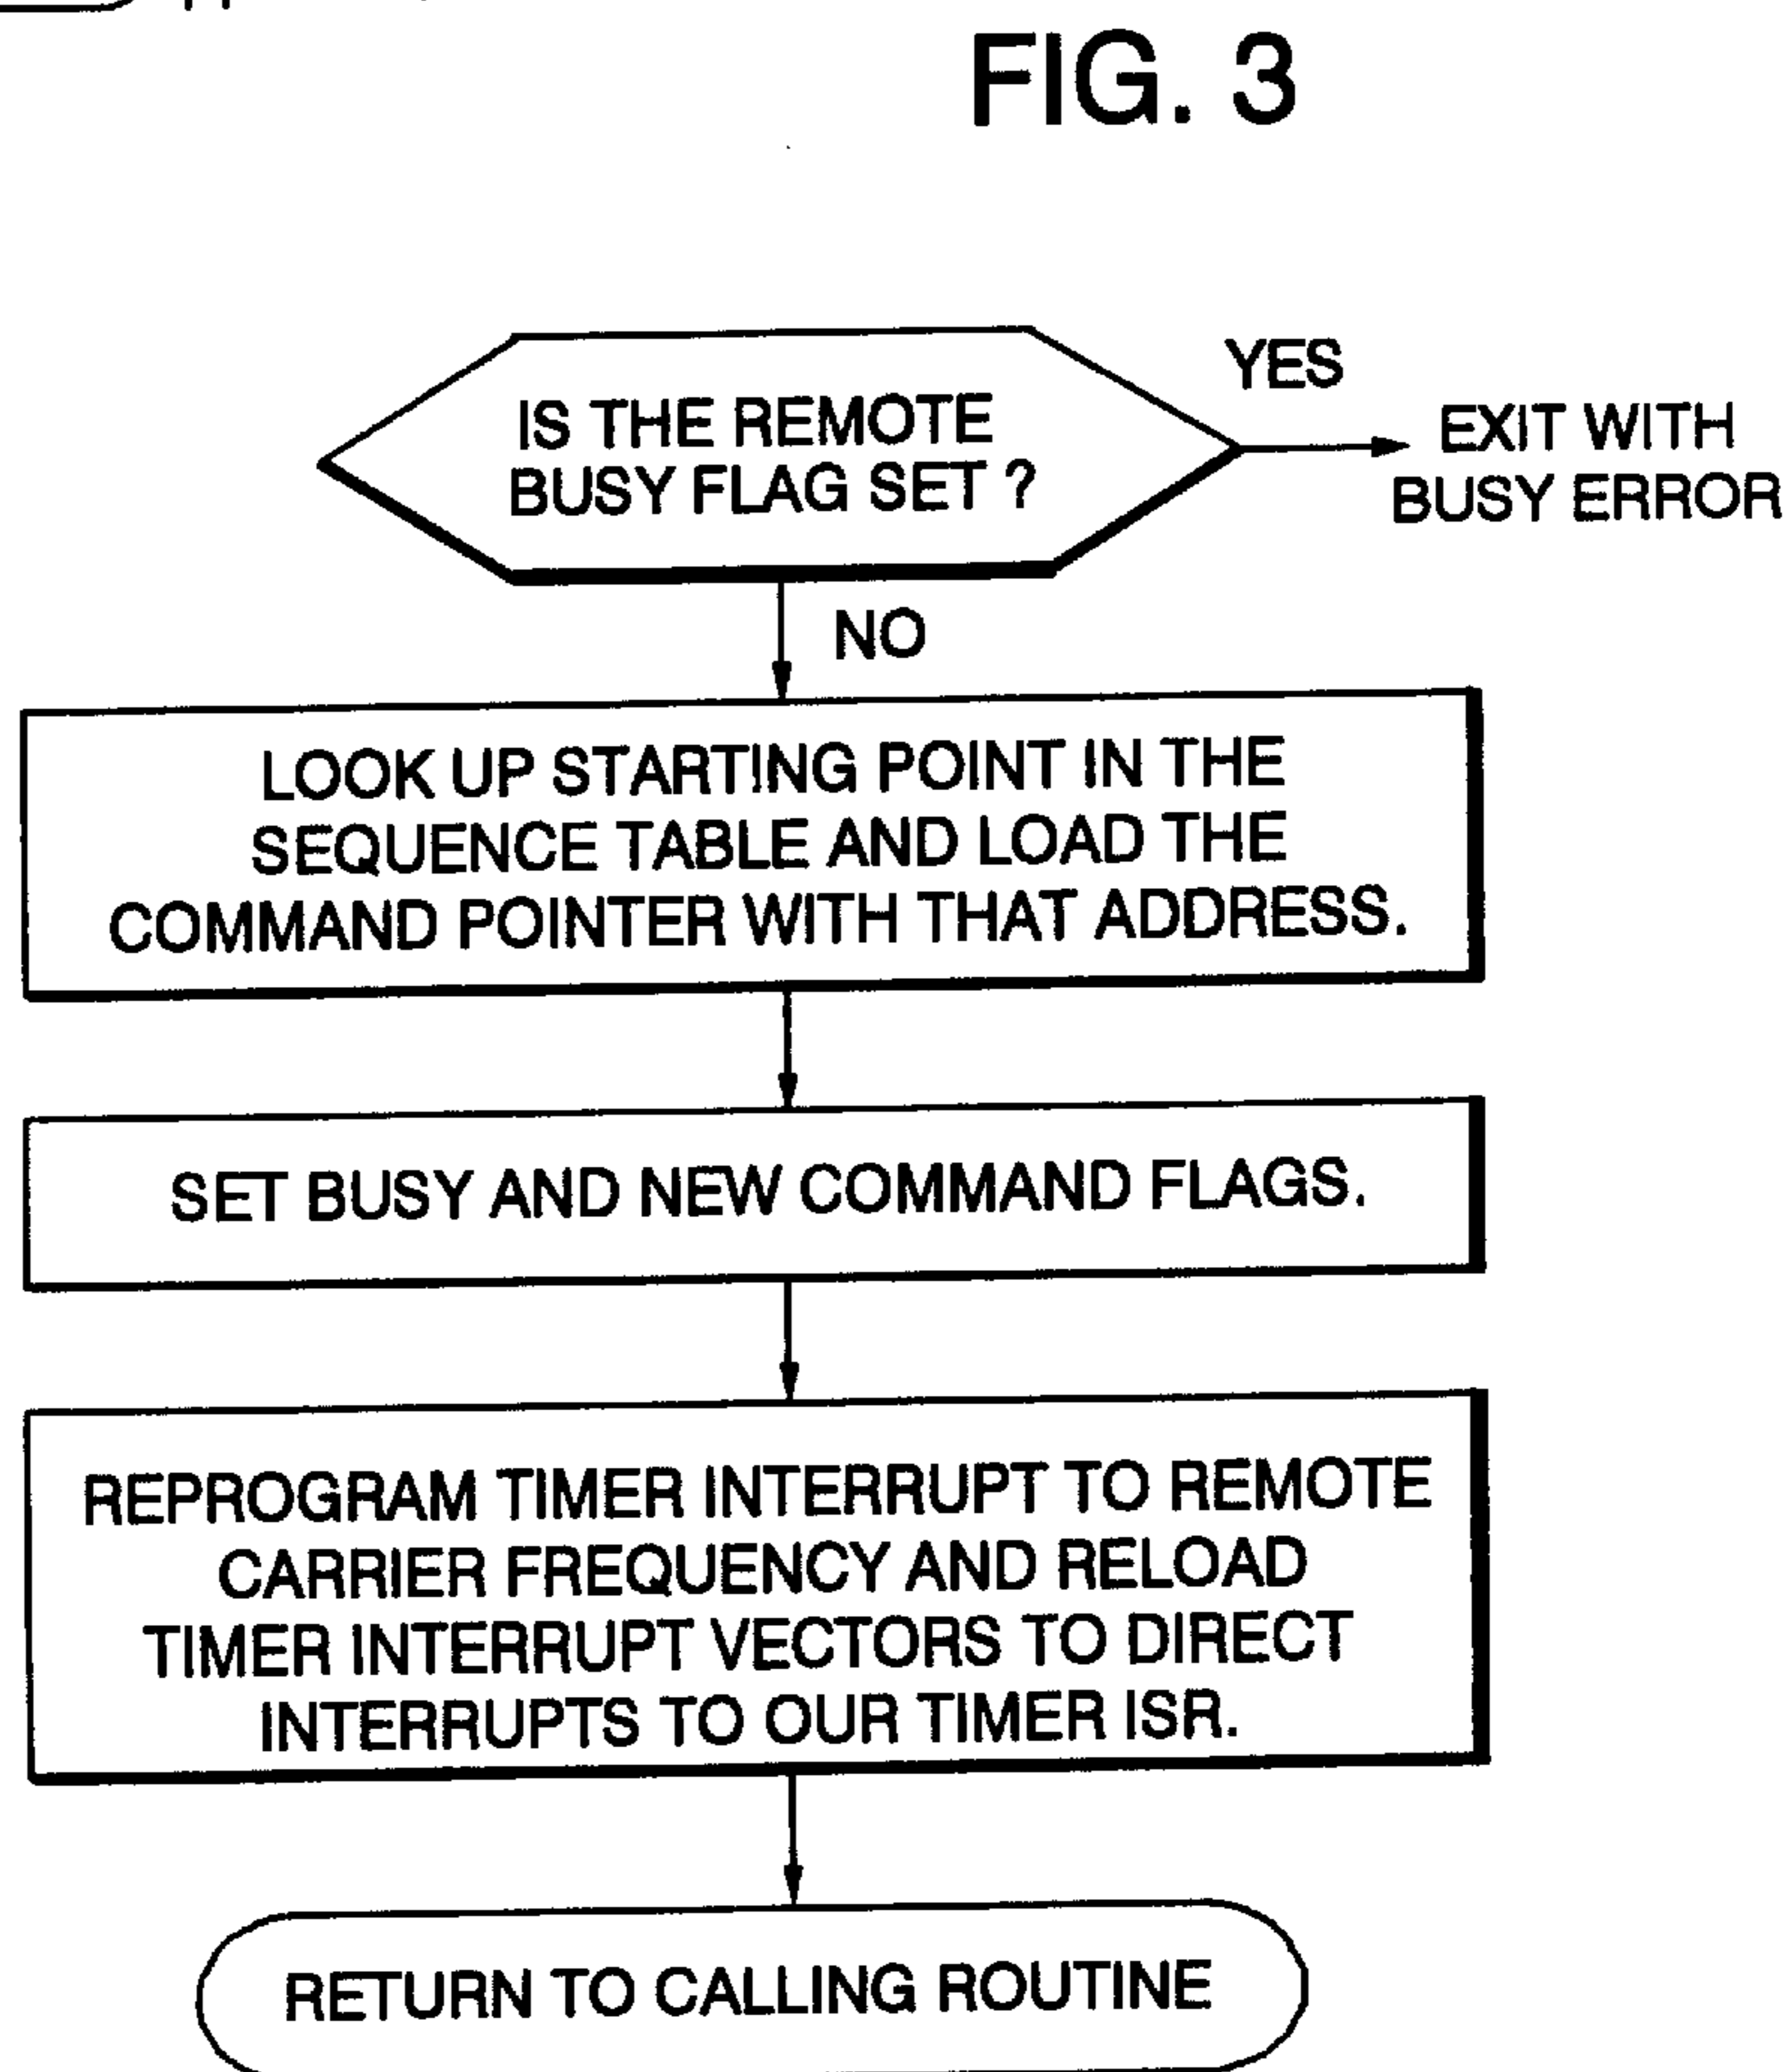 FIG. 3
IS THE REMOTE
BUSY FLAG SET ?
YES
EXIT WITH
BUSY ERROR
NO
LOOK UP STARTING POINT IN THE
SEQUENCE TABLE AND LOAD THE
COMMAND POINTER WITH THAT ADDRESS.
SET BUSY AND NEW COMMAND FLAGS.
REPROGRAM TIMER INTERRUPT TO REMOTE
CARRIER FREQUENCY AND RELOAD
TIMER INTERRUPT VECTORS TO DIRECT
INTERRUPTS TO OUR TIMER ISR.
RETURN TO CALLING ROUTINE